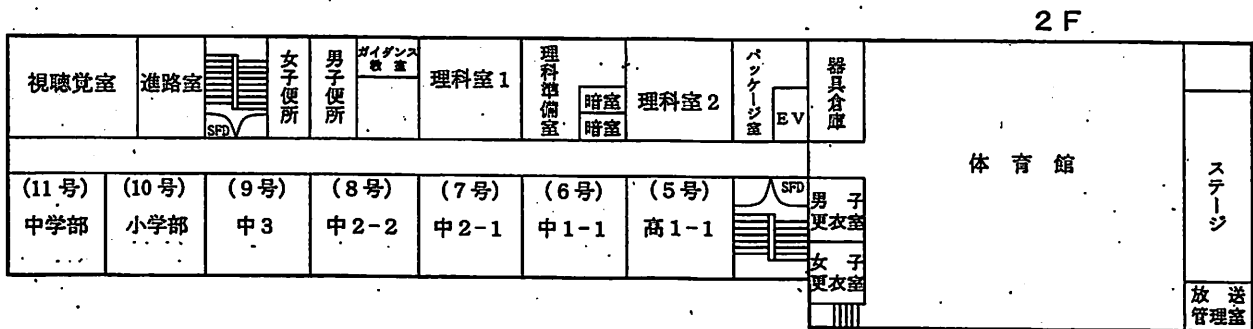 2F
視聴覚室
進路室
SFD
女子便所
男子便所
ガイダンス
教室
理科室1
理科準備室
暗室
暗室
理科室2
パッケージ室
EV
器具倉庫
体育館
ステージ
放送
管理室
(11号)
中学部
(10号)
小学部
(9号)
中3
(8号)
中2-2
(7号)
中2-1
(6号)
中1-1
(5号)
高1-1
SFD
男子
更衣室
女子
更衣室